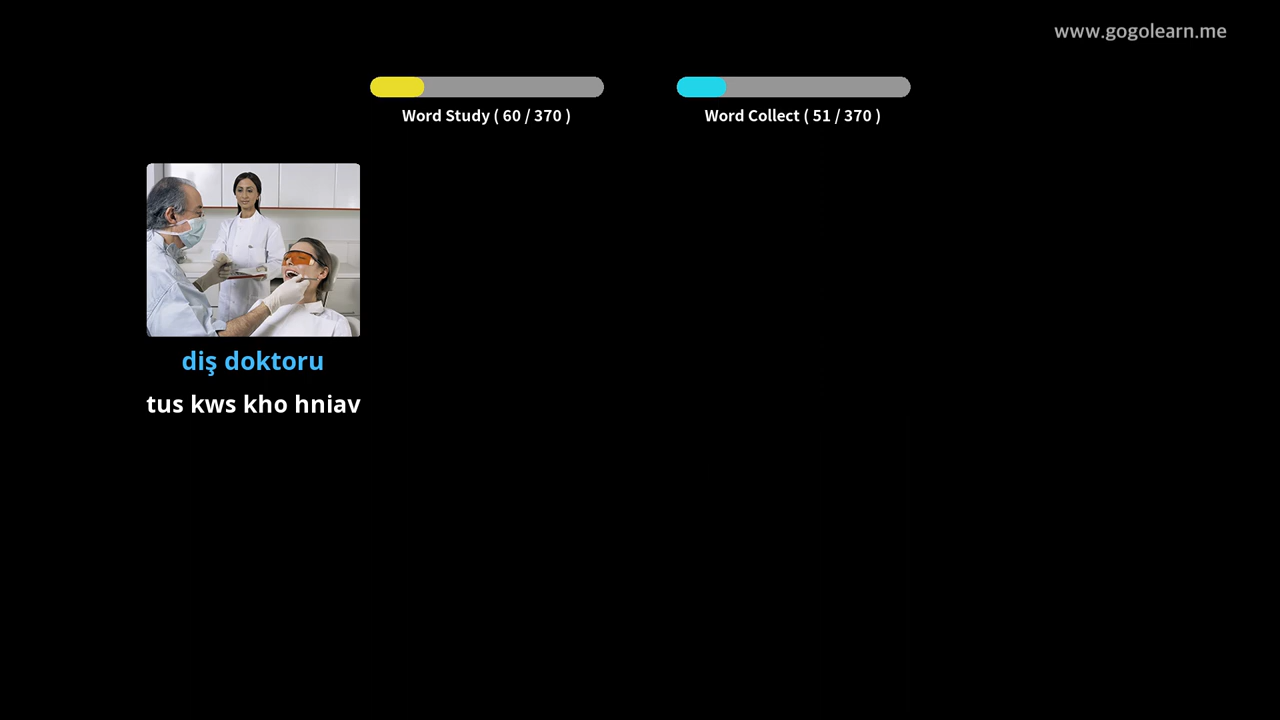 www.gogolearn.me
Word Study ( 60 / 370 )
Word Collect ( 51 / 370 )
diş doktoru
tus kws kho hniav